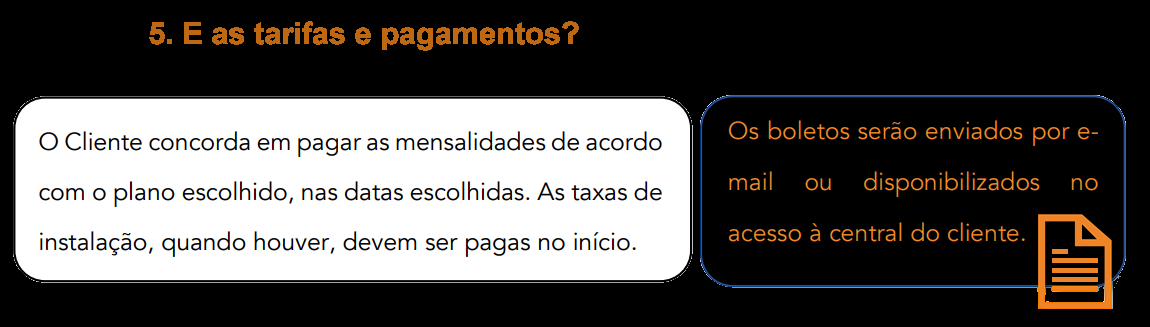 5. E as tarifas e pagamentos?
O Cliente concorda em pagar as mensalidades de acordo
com o plano escolhido, nas datas escolhidas. As taxas de
instalação, quando houver, devem ser pagas no início.
Os boletos serão enviados por e-
mail ou disponibilizados no
acesso à central do cliente.